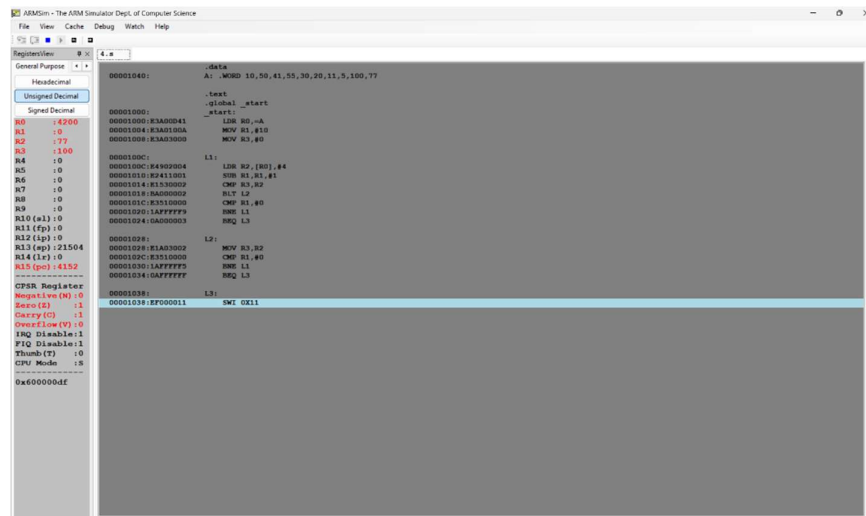 ARMSim - The ARM Simulator Dept. of Computer Science
File View Cache Debug Watch Help
RegistersView
4.s
General Purpose
Hexadecimal
Unsigned Decimal
Signed Decimal
R0 :4200
R1 :0
R2 :77
R3 :100
R4 :0
R5 :0
R6 :0
R7 :0
R8 :0
R9 :0
R10(sl):0
R11(fp):0
R12(ip):0
R13(sp):21504
R14(lr):0
R15(pc):4152
CPSR Register
Negative(N):0
Zero(Z) :1
Carry(C) :1
Overflow(V):0
IRQ Disable:1
FIQ Disable:1
Thumb(T) :0
CPU Mode :S
0x600000df
.data
00001040: A: .WORD 10,50,41,55,30,20,11,5,100,77
.text
.global _start
00001000: _start:
00001000:E3A00D41 LDR R0,=A
00001004:E3A0100A MOV R1,#10
00001008:E3A03000 MOV R3,#0
0000100C: L1:
0000100C:E4902004 LDR R2,[R0],#4
00001010:E2411001 SUB R1,R1,#1
00001014:E1530002 CMP R3,R2
00001018:BA000002 BLT L2
0000101C:E3510000 CMP R1,#0
00001020:1AFFFFF9 BNE L1
00001024:0A000003 BEQ L3
00001028: L2:
00001028:E1A03002 MOV R3,R2
0000102C:E3510000 CMP R1,#0
00001030:1AFFFFF5 BNE L1
00001034:0AFFFFFF BEQ L3
00001038: L3:
00001038:EF000011 SWI 0X11